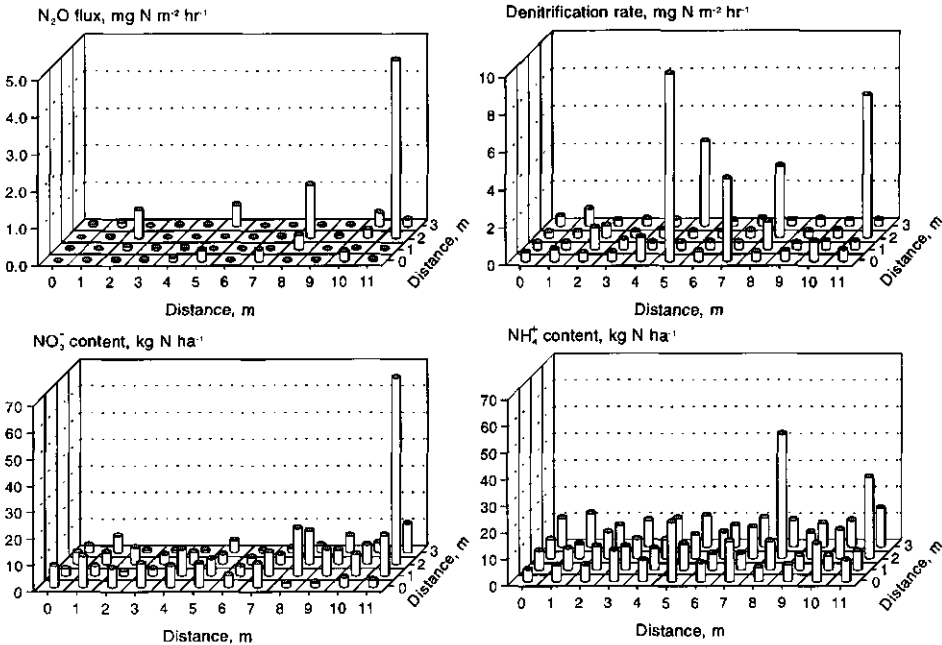 N₂O flux, mg N m⁻² hr⁻¹
5.0
4.0
3.0
2.0
1.0
0.0
0 1 2 3 4 5 6 7 8 9 10 11
Distance, m
0 1 2 3
Distance, m
Denitrification rate, mg N m⁻² hr⁻¹
10
8
6
4
2
0
0 1 2 3 4 5 6 7 8 9 10 11
Distance, m
0 1 2 3
Distance, m
NO₃⁻ content, kg N ha⁻¹
70
60
50
40
30
20
10
0
0 1 2 3 4 5 6 7 8 9 10 11
Distance, m
0 1 2 3
Distance, m
NH₄⁺ content, kg N ha⁻¹
70
60
50
40
30
20
10
0
0 1 2 3 4 5 6 7 8 9 10 11
Distance, m
0 1 2 3
Distance, m